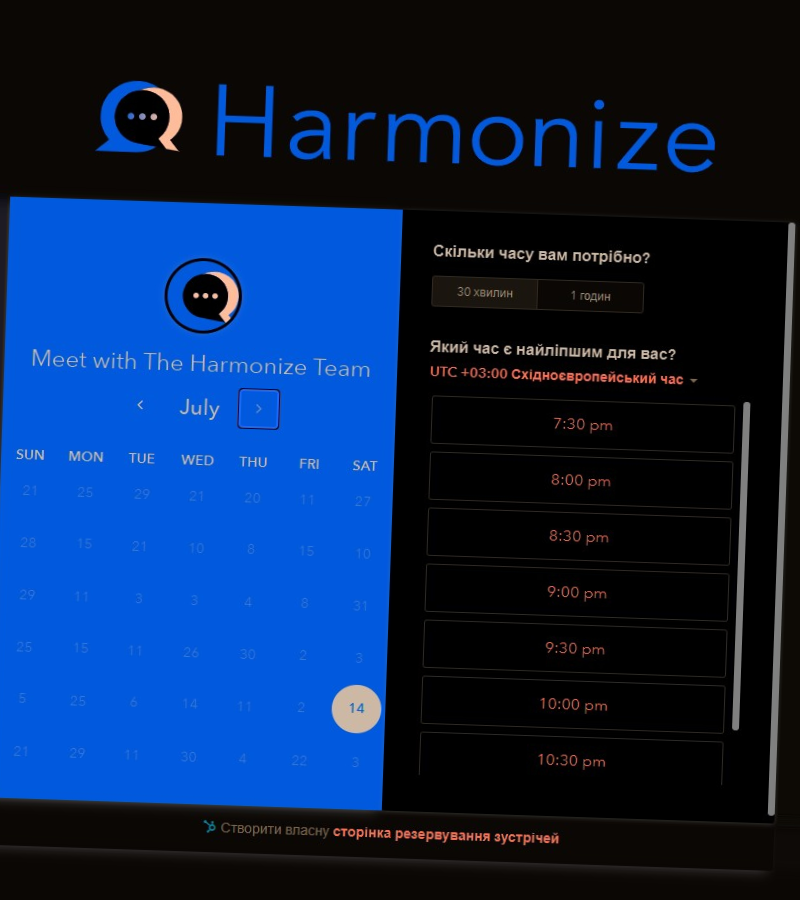 Harmonize
Meet with The Harmonize Team
July
SUN MON TUE WED THU FRI SAT
21 25 29 21 20 11 27
28 15 21 10 8 15 10
29 11 3 3 4 8 31
25 15 11 26 30 2 3
5 25 6 14 11 2 14
21 29 11 30 4 22 3
Скільки часу вам потрібно?
30 хвилин 1 годин
Який час є найліпшим для вас?
UTC +03:00 Східноєвропейський час
7:30 pm
8:00 pm
8:30 pm
9:00 pm
9:30 pm
10:00 pm
10:30 pm
Створити власну сторінка резервування зустрічей